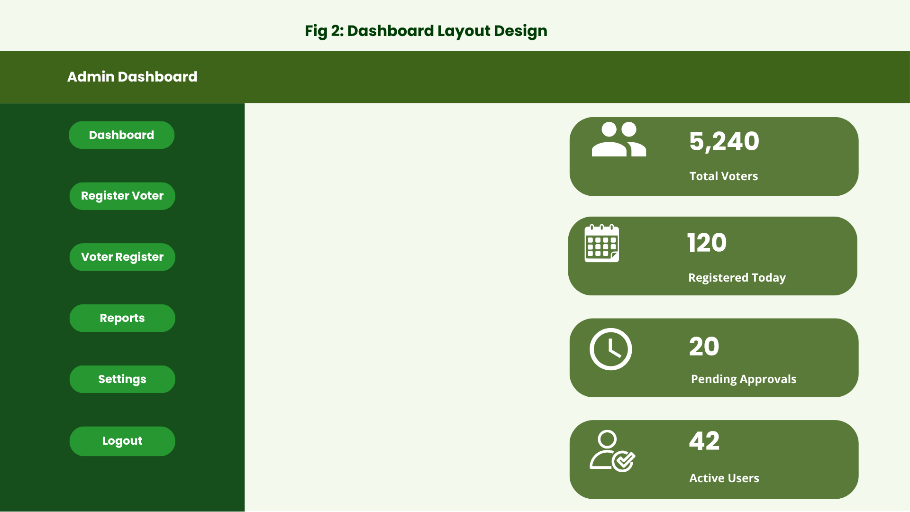 Fig 2: Dashboard Layout Design
Admin Dashboard
Dashboard
Register Voter
Voter Register
Reports
Settings
Logout
5,240
Total Voters
120
Registered Today
20
Pending Approvals
42
Active Users